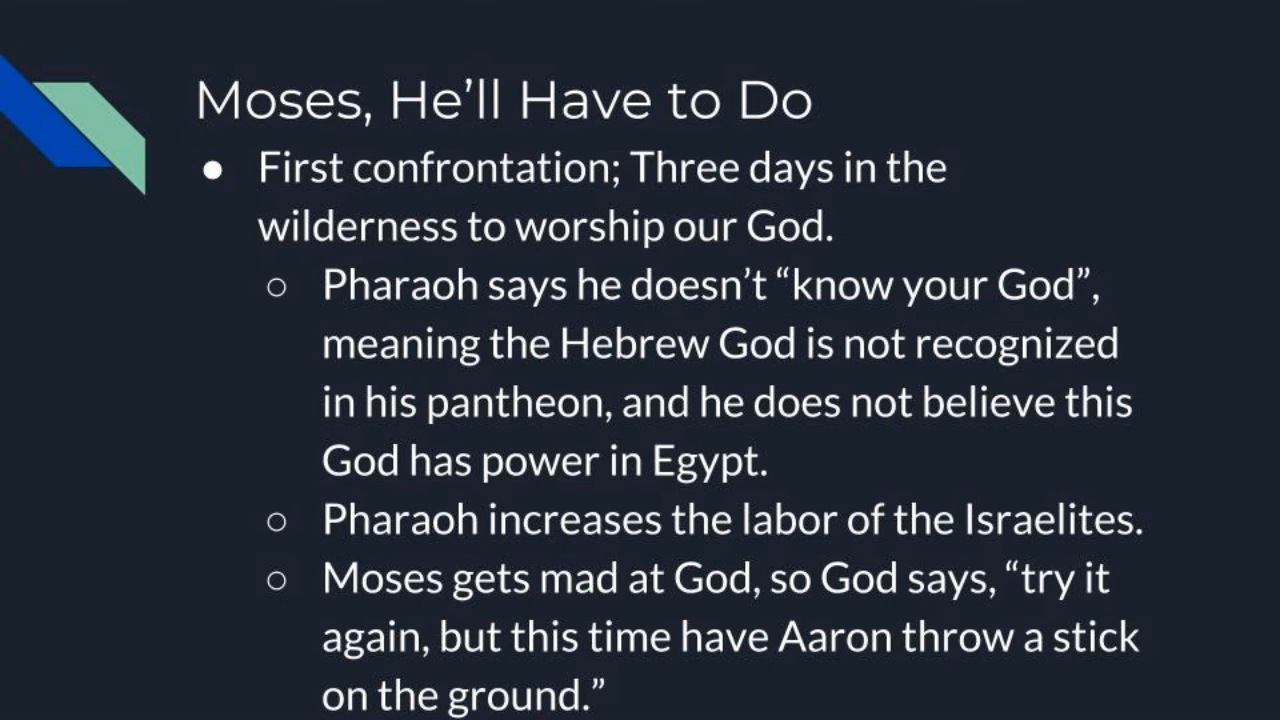 Moses, He’ll Have to Do
● First confrontation; Three days in the
wilderness to worship our God.
○ Pharaoh says he doesn’t “know your God”,
meaning the Hebrew God is not recognized
in his pantheon, and he does not believe this
God has power in Egypt.
○ Pharaoh increases the labor of the Israelites.
○ Moses gets mad at God, so God says, “try it
again, but this time have Aaron throw a stick
on the ground.”